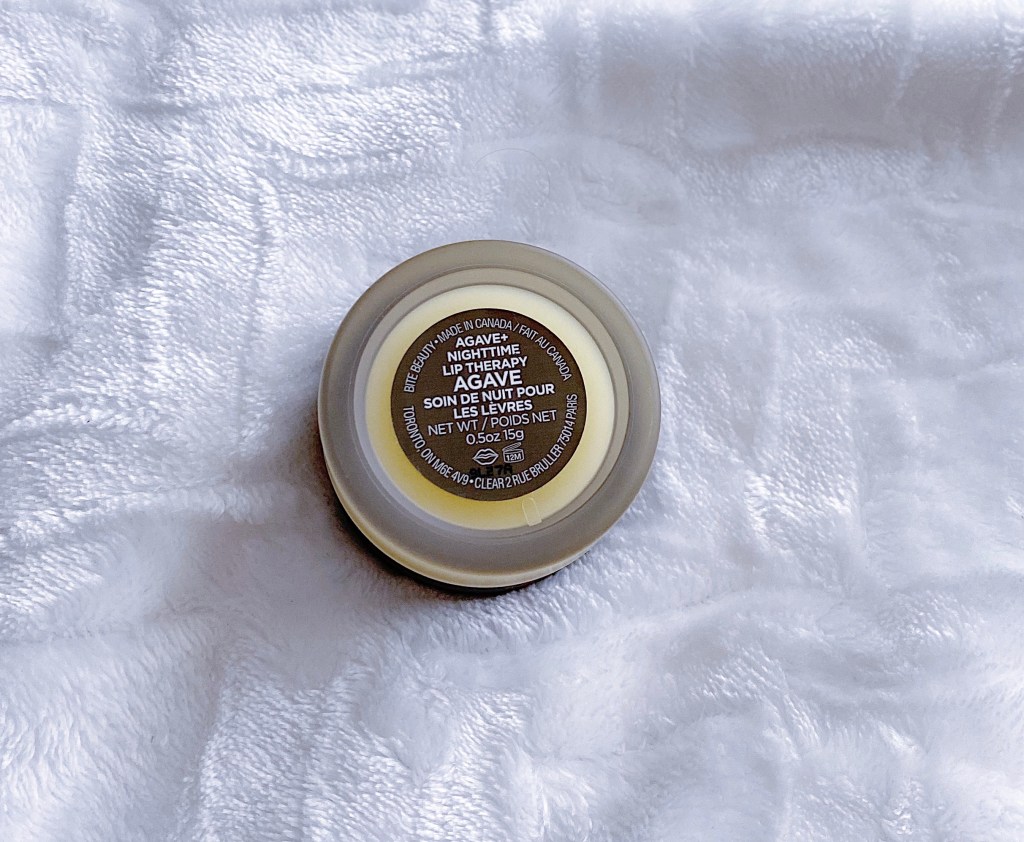 BITE BEAUTY • MADE IN CANADA / FAIT AU CANADA
AGAVE+
NIGHTTIME
LIP THERAPY
AGAVE
SOIN DE NUIT POUR
LES LÈVRES
NET WT / POIDS NET
0.5oz 15g
12M
TORONTO, ON M6E 4V9 • CLEAR 2 RUE BRULLER 75014 PARIS